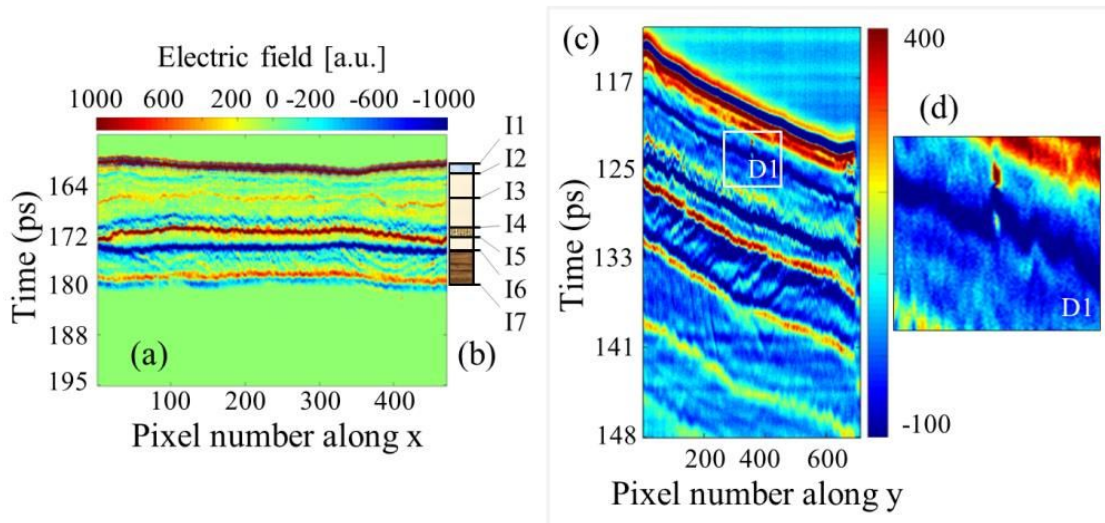 Electric field [a.u.]
1000 600 200 0 -200 -600 -1000
I1
I2
I3
I4
I5
I6
I7
Time (ps)
164
172
180
188
195
(a)
(b)
100 200 300 400
Pixel number along x
(c)
400
117
(d)
125
D1
Time (ps)
133
141
D1
-100
148
200 400 600
Pixel number along y